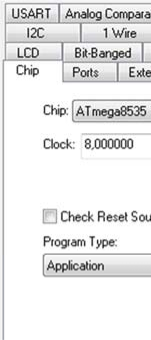 USART Analog Compara
I2C 1 Wire
LCD Bit-Banged
Chip Ports Exte
Chip: ATmega8535
Clock: 8,000000
Check Reset Sou
Program Type:
Application